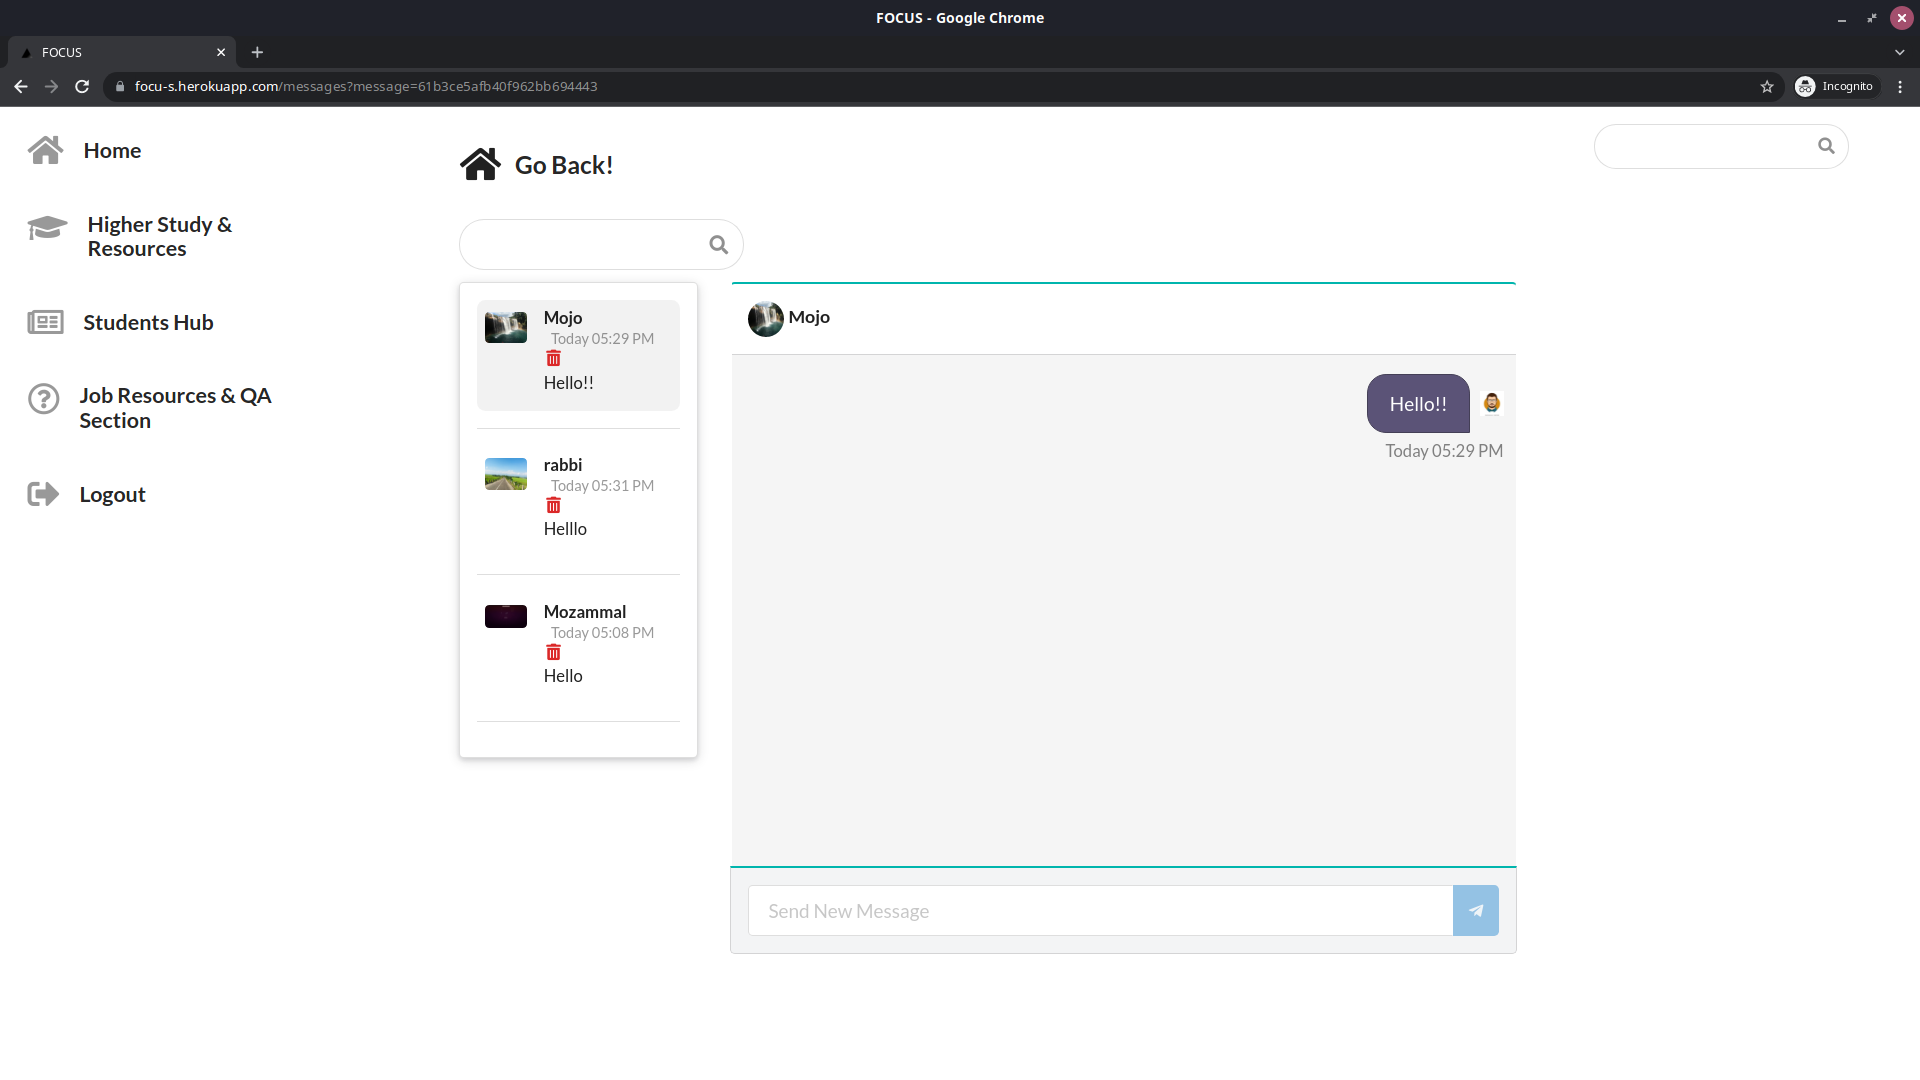 FOCUS - Google Chrome
FOCUS
focu-s.herokuapp.com/messages?message=61b3ce5afb40f962bb694443
Incognito
Home
Higher Study &
Resources
Students Hub
Job Resources & QA
Section
Logout
Go Back!
Mojo
Today 05:29 PM
Hello!!
rabbi
Today 05:31 PM
Helllo
Mozammal
Today 05:08 PM
Hello
Mojo
Hello!!
Today 05:29 PM
Send New Message